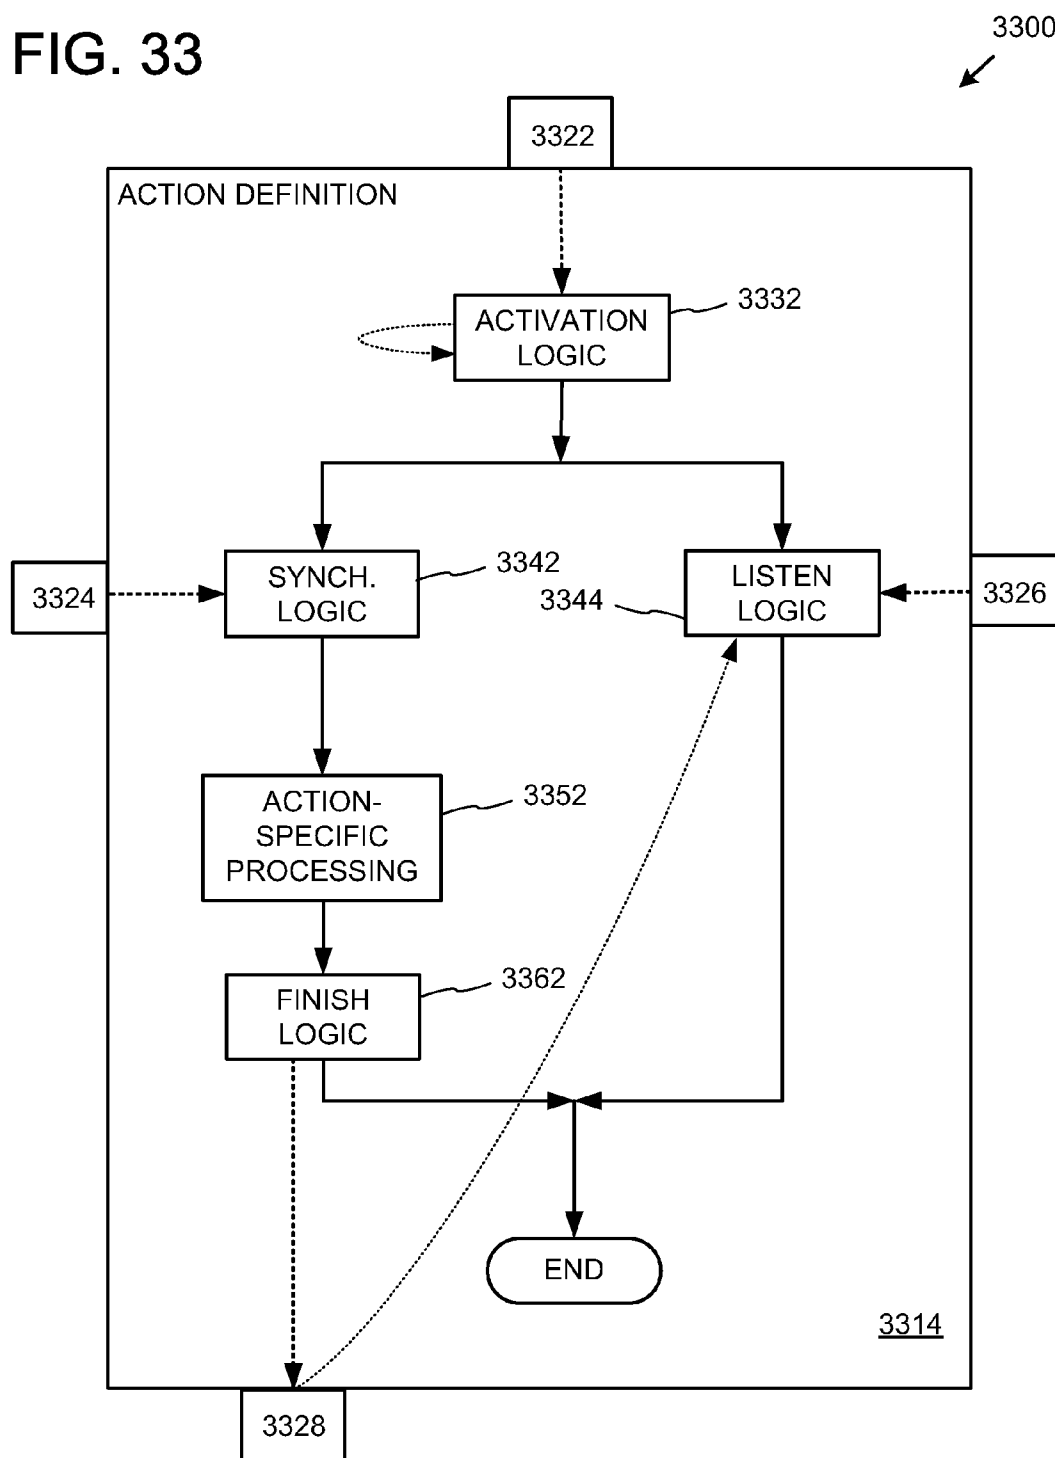 FIG. 33
3300
3322
ACTION DEFINITION
3332
ACTIVATION
LOGIC
3324
SYNCH.
LOGIC
3342
3344
LISTEN
LOGIC
3326
ACTION-
SPECIFIC
PROCESSING
3352
FINISH
LOGIC
3362
END
3314
3328